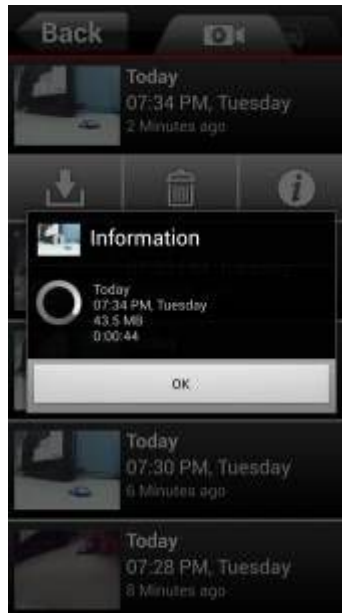 Back
Today
07:34 PM, Tuesday
2 Minutes ago
Information
Today
07:34 PM, Tuesday
43.5 MB
0:00:44
OK
Today
07:30 PM, Tuesday
6 Minutes ago
Today
07:28 PM, Tuesday
8 Minutes ago